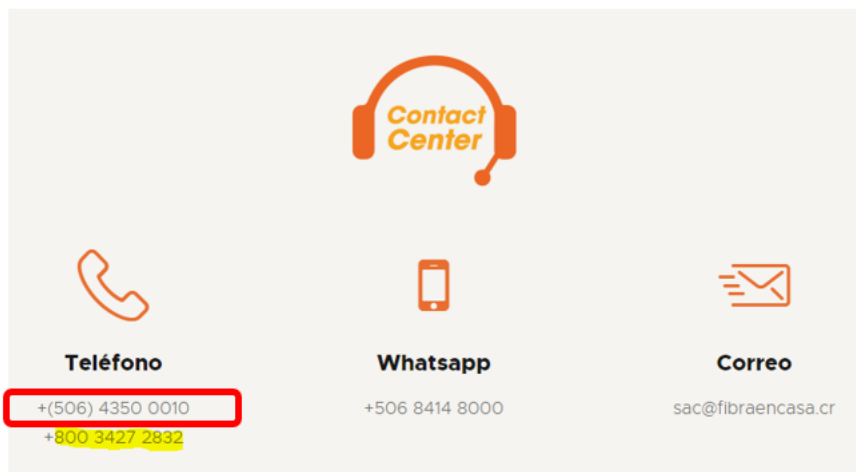 Contact
Center
Teléfono
+(506) 4350 0010
+800 3427 2832
Whatsapp
+506 8414 8000
Correo
sac@fibraencasa.cr